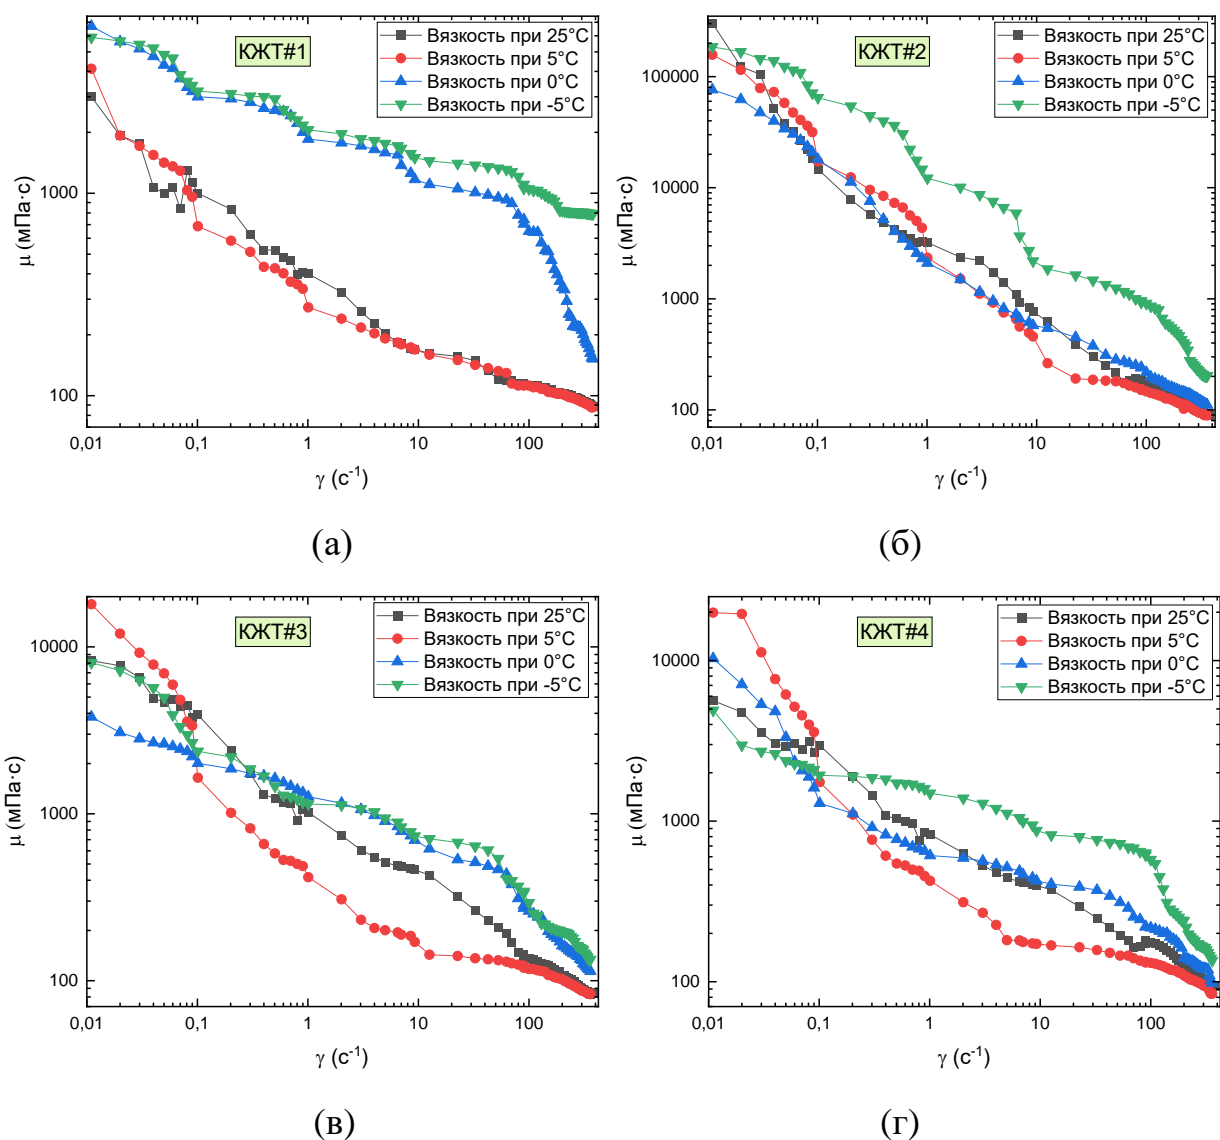 (а)
КЖТ#1
Вязкость при 25°C
Вязкость при 5°C
Вязкость при 0°C
Вязкость при -5°C
μ (мПа·с)
1000
100
0,01 0,1 1 10 100
γ (с⁻¹)
(б)
КЖТ#2
Вязкость при 25°C
Вязкость при 5°C
Вязкость при 0°C
Вязкость при -5°C
μ (мПа·с)
100000
10000
1000
100
0,01 0,1 1 10 100
γ (с⁻¹)
(в)
КЖТ#3
Вязкость при 25°C
Вязкость при 5°C
Вязкость при 0°C
Вязкость при -5°C
μ (мПа·с)
10000
1000
100
0,01 0,1 1 10 100
γ (с⁻¹)
(г)
КЖТ#4
Вязкость при 25°C
Вязкость при 5°C
Вязкость при 0°C
Вязкость при -5°C
μ (мПа·с)
10000
1000
100
0,01 0,1 1 10 100
γ (с⁻¹)